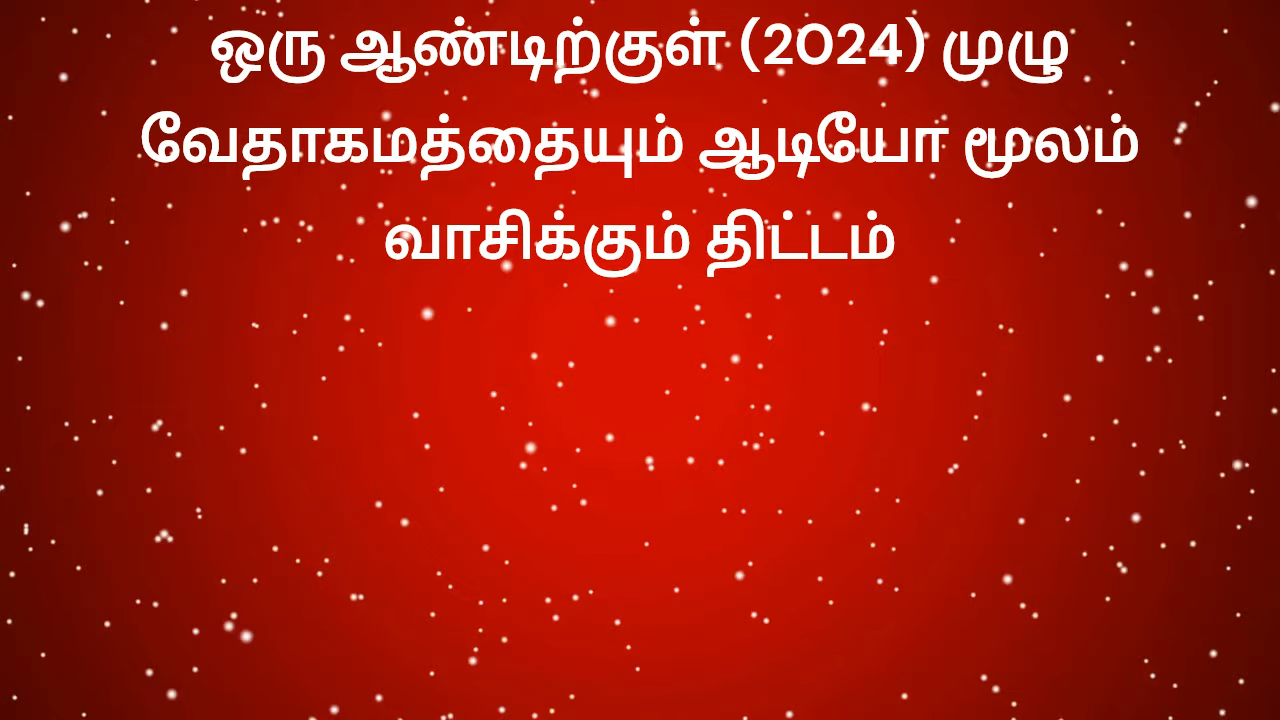 ஒரு ஆண்டிற்குள் (2024) முழு
வேதாகமத்தையும் ஆடியோ மூலம்
வாசிக்கும் திட்டம்